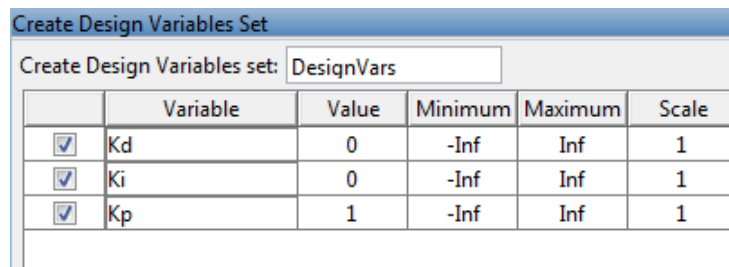 Create Design Variables Set
Create Design Variables set: DesignVars
Variable Value Minimum Maximum Scale
Kd 0 -Inf Inf 1
Ki 0 -Inf Inf 1
Kp 1 -Inf Inf 1